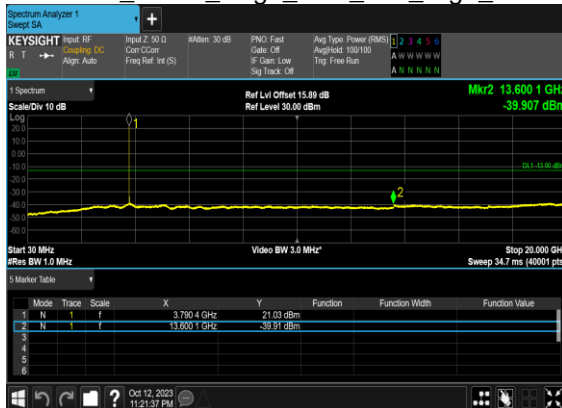 Spectrum Analyzer 1
Swept SA
+
KEYSIGHT Input: RF Input Z: 50 Ω #Atten: 30 dB PNO: Fast Avg Type: Power (RMS) 1 2 3 4 5 6
R T Coupling: DC Corr CCorr Gate: Off Avg|Hold: 100/100 A W W W W W
Align: Auto Freq Ref: Int (S) IF Gain: Low Trig: Free Run
Sig Track: Off A N N N N N
1 Spectrum Ref Lvl Offset 15.89 dB Mkr2 13.600 1 GHz
Scale/Div 10 dB Ref Level 30.00 dBm -39.907 dBm
Log
20.0
10.0
0.00
-10.0 DL1 -13.00 dBm
-20.0
-30.0
-40.0
-50.0
-60.0
1
2
Start 30 MHz Video BW 3.0 MHz* Stop 20.000 GH
#Res BW 1.0 MHz Sweep 34.7 ms (40001 pts
5 Marker Table
Mode Trace Scale X Y Function Function Width Function Value
1 N 1 f 3.790 4 GHz 21.03 dBm
2 N 1 f 13.600 1 GHz -39.91 dBm
3
4
5
6
? Oct 12, 2023
11:21:37 PM